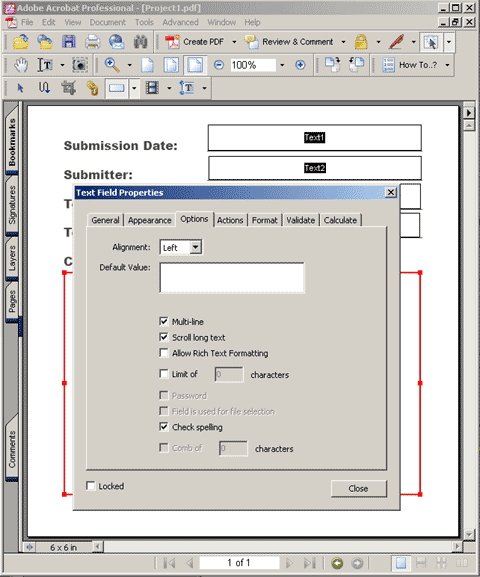 Adobe Acrobat Professional - [Project1.pdf]
File Edit View Document Tools Advanced Window Help
Create PDF Review & Comment
100% How To..?
Bookmarks
Signatures
Layers
Pages
Comments
Submission Date: Text1
Submitter: Text2
T
T
C
Text Field Properties
General Appearance Options Actions Format Validate Calculate
Alignment: Left
Default Value:
Multi-line
Scroll long text
Allow Rich Text Formatting
Limit of 0 characters
Password
Field is used for file selection
Check spelling
Comb of 0 characters
Locked
Close
6 x 6 in
1 of 1